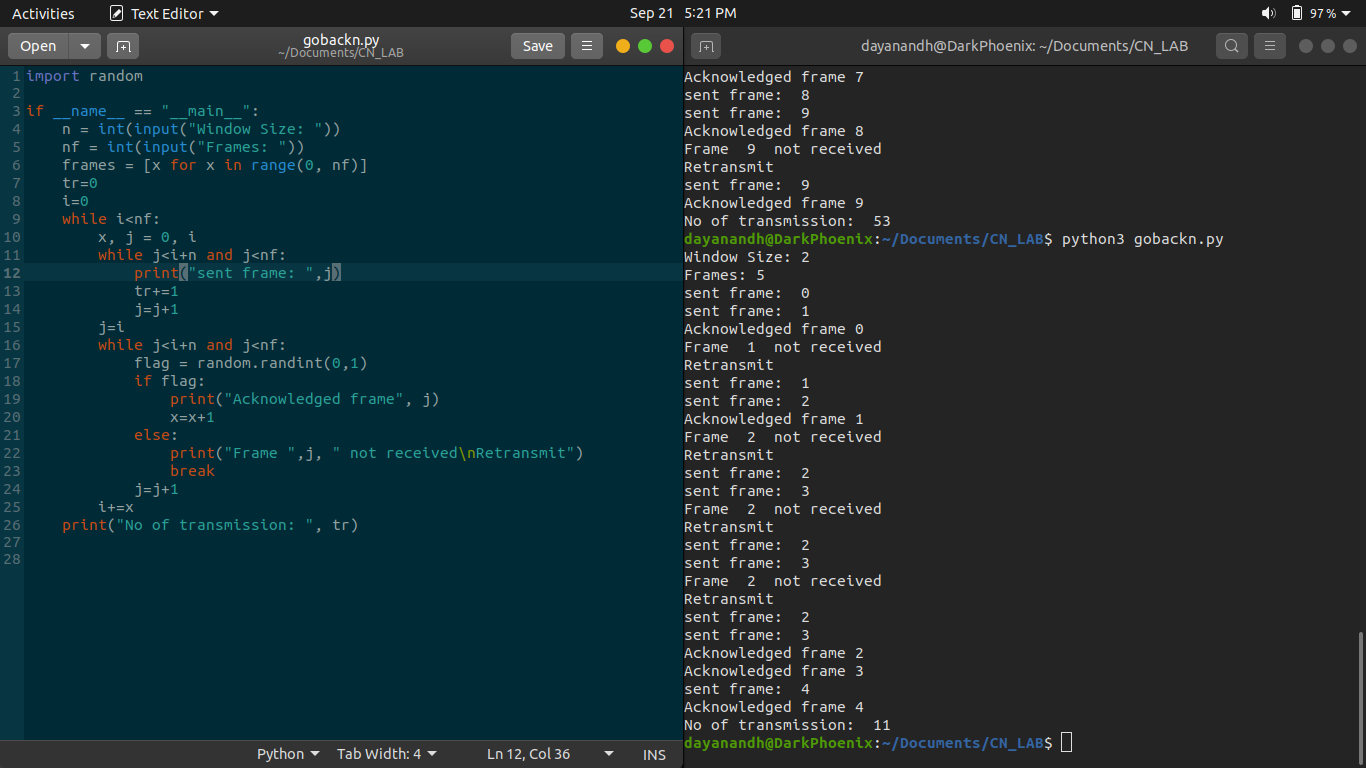 Activities Text Editor Sep 21 5:21 PM 97 %
Open gobackn.py Save
~/Documents/CN_LAB
1 import random
2
3 if __name__ == "__main__":
4     n = int(input("Window Size: "))
5     nf = int(input("Frames: "))
6     frames = [x for x in range(0, nf)]
7     tr=0
8     i=0
9     while i<nf:
10         x, j = 0, i
11         while j<i+n and j<nf:
12             print("sent frame: ",j)
13             tr+=1
14             j=j+1
15         j=i
16         while j<i+n and j<nf:
17             flag = random.randint(0,1)
18             if flag:
19                 print("Acknowledged frame", j)
20                 x=x+1
21             else:
22                 print("Frame ",j, " not received\nRetransmit")
23                 break
24             j=j+1
25         i+=x
26     print("No of transmission: ", tr)
27
28
Python Tab Width: 4 Ln 12, Col 36 INS
dayanandh@DarkPhoenix: ~/Documents/CN_LAB
Acknowledged frame 7
sent frame:  8
sent frame:  9
Acknowledged frame 8
Frame  9  not received
Retransmit
sent frame:  9
Acknowledged frame 9
No of transmission:  53
dayanandh@DarkPhoenix:~/Documents/CN_LAB$ python3 gobackn.py
Window Size: 2
Frames: 5
sent frame:  0
sent frame:  1
Acknowledged frame 0
Frame  1  not received
Retransmit
sent frame:  1
sent frame:  2
Acknowledged frame 1
Frame  2  not received
Retransmit
sent frame:  2
sent frame:  3
Frame  2  not received
Retransmit
sent frame:  2
sent frame:  3
Frame  2  not received
Retransmit
sent frame:  2
sent frame:  3
Acknowledged frame 2
Acknowledged frame 3
sent frame:  4
Acknowledged frame 4
No of transmission:  11
dayanandh@DarkPhoenix:~/Documents/CN_LAB$